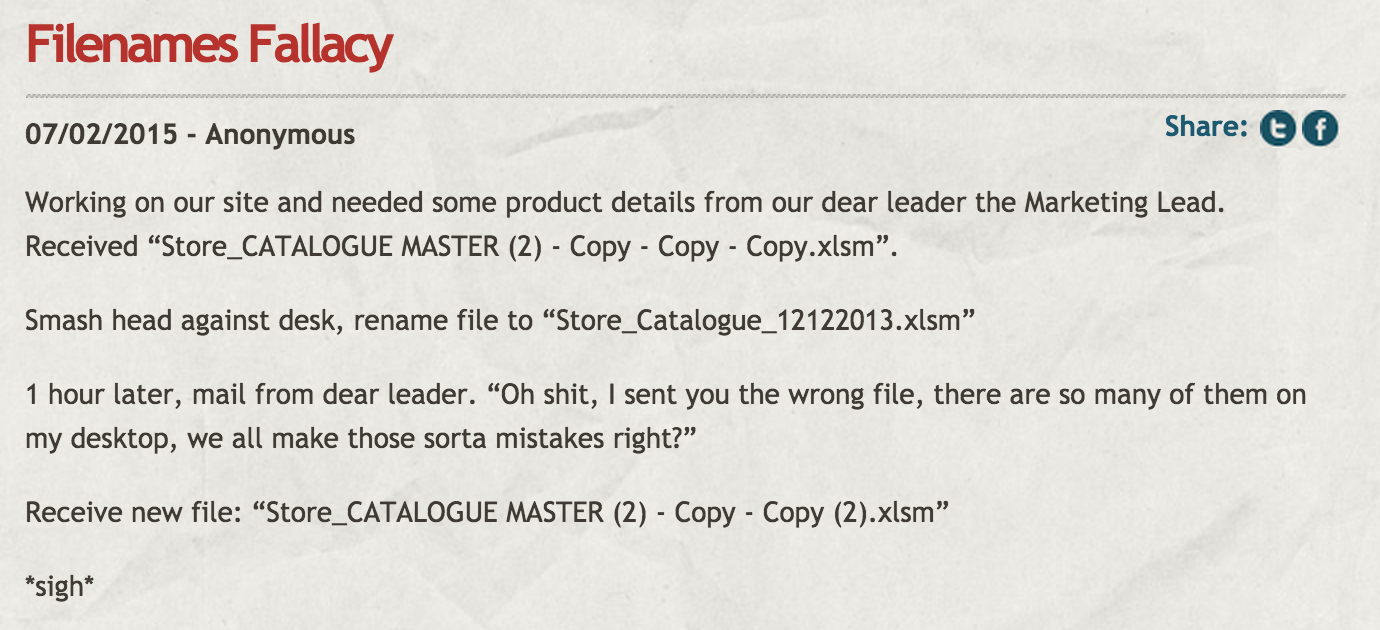 Filenames Fallacy
07/02/2015 - Anonymous
Share:
Working on our site and needed some product details from our dear leader the Marketing Lead.
Received “Store_CATALOGUE MASTER (2) - Copy - Copy - Copy.xlsm”.
Smash head against desk, rename file to “Store_Catalogue_12122013.xlsm”
1 hour later, mail from dear leader. “Oh shit, I sent you the wrong file, there are so many of them on
my desktop, we all make those sorta mistakes right?”
Receive new file: “Store_CATALOGUE MASTER (2) - Copy - Copy (2).xlsm”
*sigh*